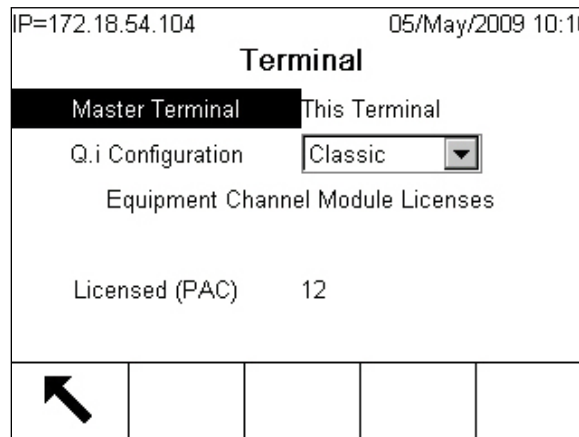 IP=172.18.54.104 05/May/2009 10:10
Terminal
Master Terminal This Terminal
Q.i Configuration Classic
Equipment Channel Module Licenses
Licensed (PAC) 12